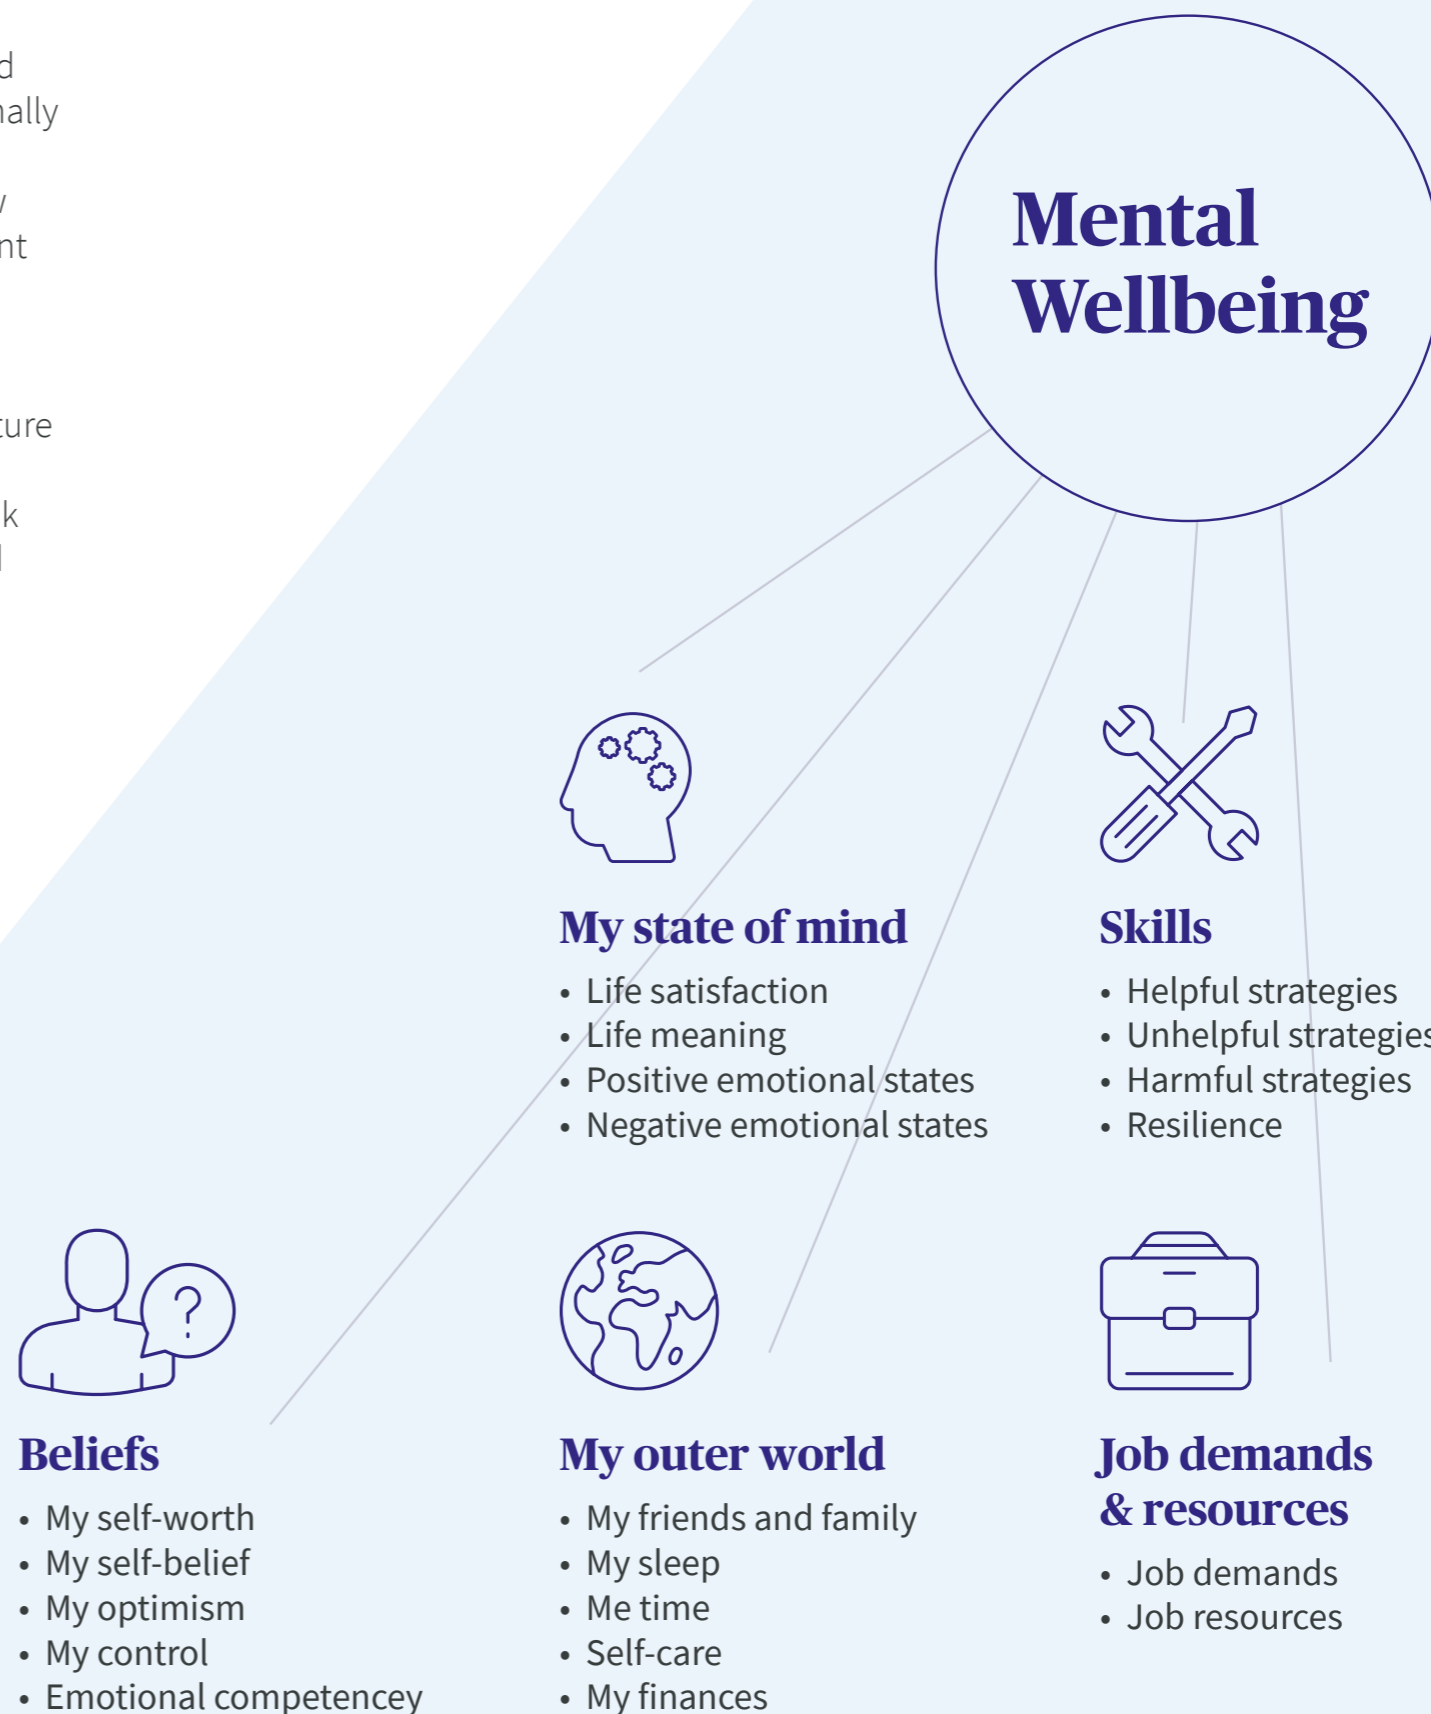 Mental
Wellbeing
My state of mind
• Life satisfaction
• Life meaning
• Positive emotional states
• Negative emotional states
Skills
• Helpful strategies
• Unhelpful strategies
• Harmful strategies
• Resilience
?
Beliefs
• My self-worth
• My self-belief
• My optimism
• My control
• Emotional competencey
My outer world
• My friends and family
• My sleep
• Me time
• Self-care
• My finances
Job demands
& resources
• Job demands
• Job resources